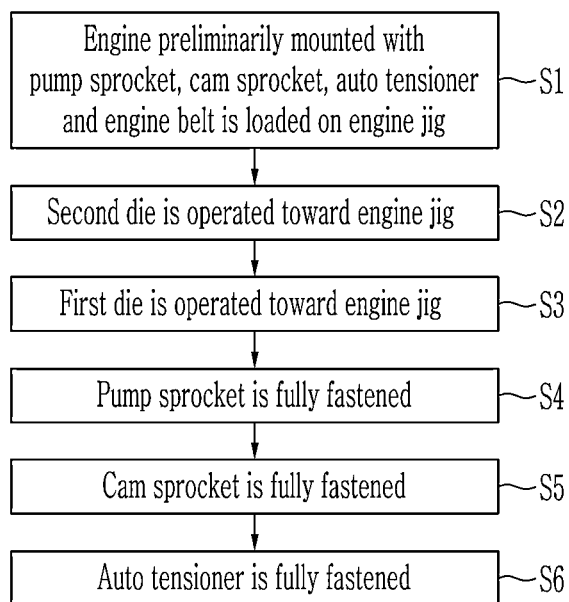 Engine preliminarily mounted with
pump sprocket, cam sprocket, auto tensioner
and engine belt is loaded on engine jig
S1
Second die is operated toward engine jig
S2
First die is operated toward engine jig
S3
Pump sprocket is fully fastened
S4
Cam sprocket is fully fastened
S5
Auto tensioner is fully fastened
S6